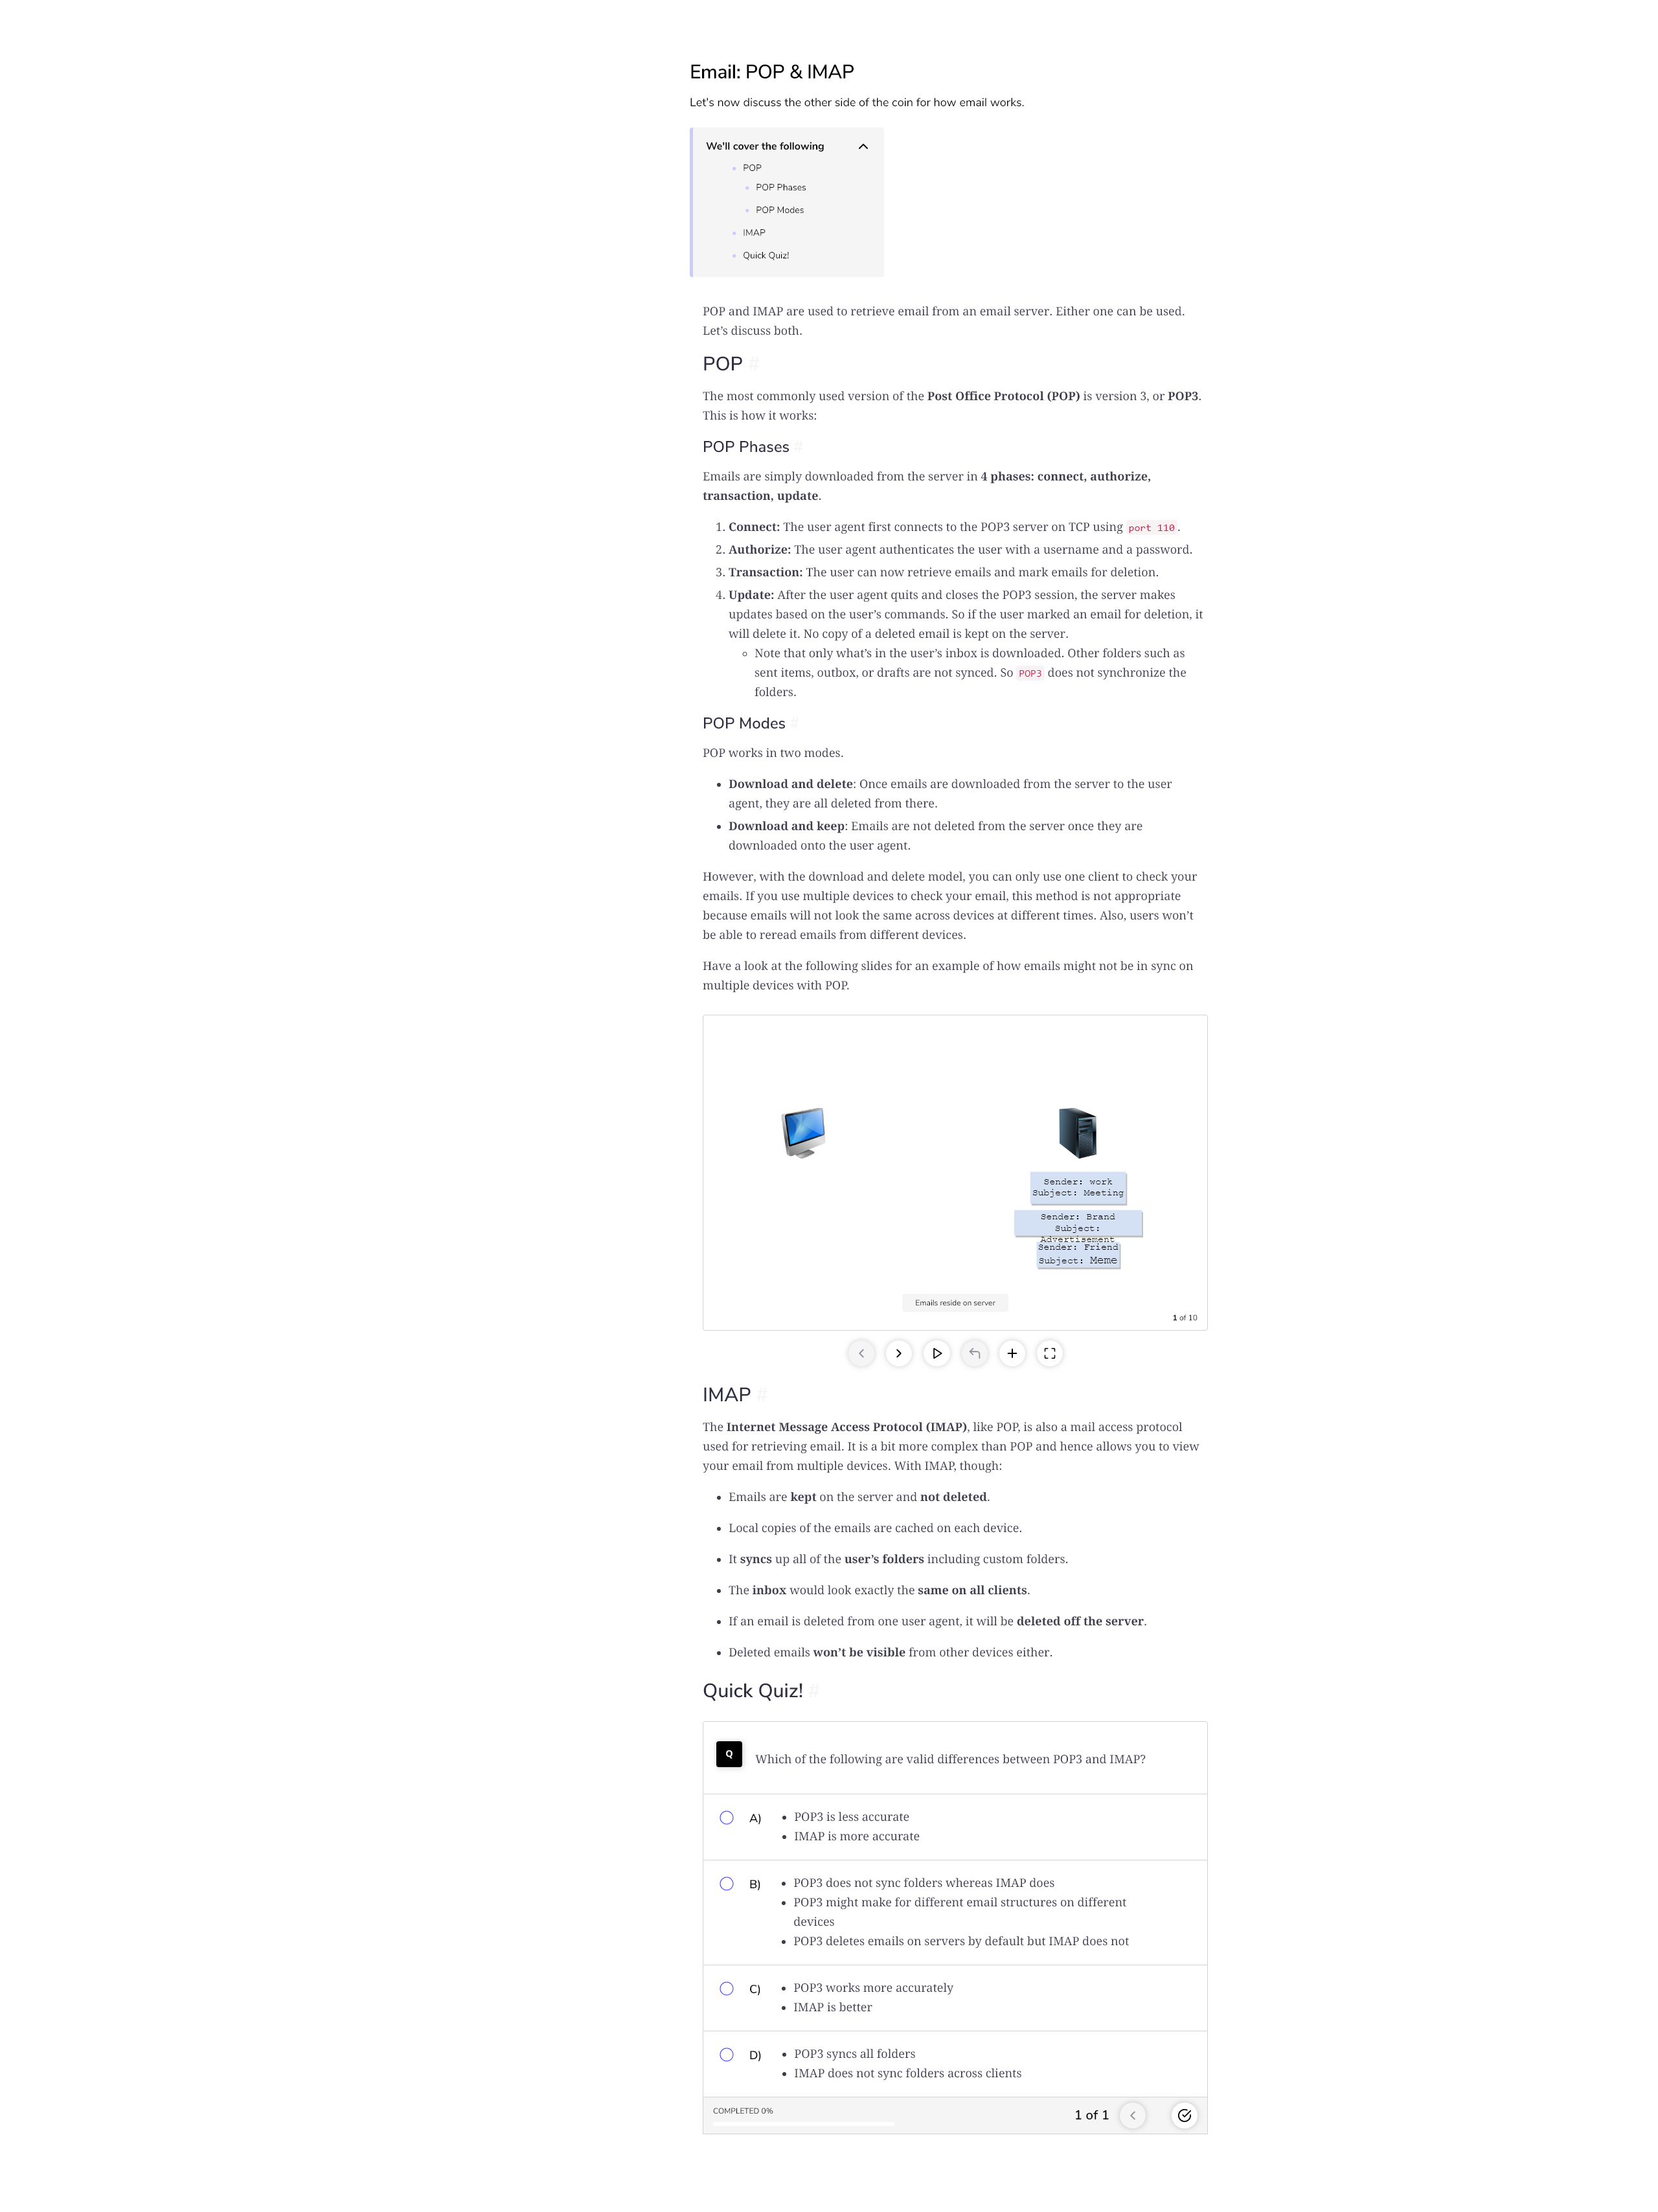 Email: POP & IMAP
Let's now discuss the other side of the coin for how email works.
We'll cover the following
POP
POP Phases
POP Modes
IMAP
Quick Quiz!
POP and IMAP are used to retrieve email from an email server. Either one can be used.
Let’s discuss both.
POP #
The most commonly used version of the Post Office Protocol (POP) is version 3, or POP3.
This is how it works:
POP Phases #
Emails are simply downloaded from the server in 4 phases: connect, authorize,
transaction, update.
1. Connect: The user agent first connects to the POP3 server on TCP using port 110.
2. Authorize: The user agent authenticates the user with a username and a password.
3. Transaction: The user can now retrieve emails and mark emails for deletion.
4. Update: After the user agent quits and closes the POP3 session, the server makes
updates based on the user’s commands. So if the user marked an email for deletion, it
will delete it. No copy of a deleted email is kept on the server.
Note that only what’s in the user’s inbox is downloaded. Other folders such as
sent items, outbox, or drafts are not synced. So POP3 does not synchronize the
folders.
POP Modes #
POP works in two modes.
Download and delete: Once emails are downloaded from the server to the user
agent, they are all deleted from there.
Download and keep: Emails are not deleted from the server once they are
downloaded onto the user agent.
However, with the download and delete model, you can only use one client to check your
emails. If you use multiple devices to check your email, this method is not appropriate
because emails will not look the same across devices at different times. Also, users won’t
be able to reread emails from different devices.
Have a look at the following slides for an example of how emails might not be in sync on
multiple devices with POP.
Sender: work
Subject: Meeting
Sender: Brand
Subject:
Advertisement
Sender: Friend
Subject: Meme
Emails reside on server
1 of 10
IMAP #
The Internet Message Access Protocol (IMAP), like POP, is also a mail access protocol
used for retrieving email. It is a bit more complex than POP and hence allows you to view
your email from multiple devices. With IMAP, though:
Emails are kept on the server and not deleted.
Local copies of the emails are cached on each device.
It syncs up all of the user’s folders including custom folders.
The inbox would look exactly the same on all clients.
If an email is deleted from one user agent, it will be deleted off the server.
Deleted emails won’t be visible from other devices either.
Quick Quiz! #
Q
Which of the following are valid differences between POP3 and IMAP?
A)
POP3 is less accurate
IMAP is more accurate
B)
POP3 does not sync folders whereas IMAP does
POP3 might make for different email structures on different
devices
POP3 deletes emails on servers by default but IMAP does not
C)
POP3 works more accurately
IMAP is better
D)
POP3 syncs all folders
IMAP does not sync folders across clients
COMPLETED 0%
1 of 1